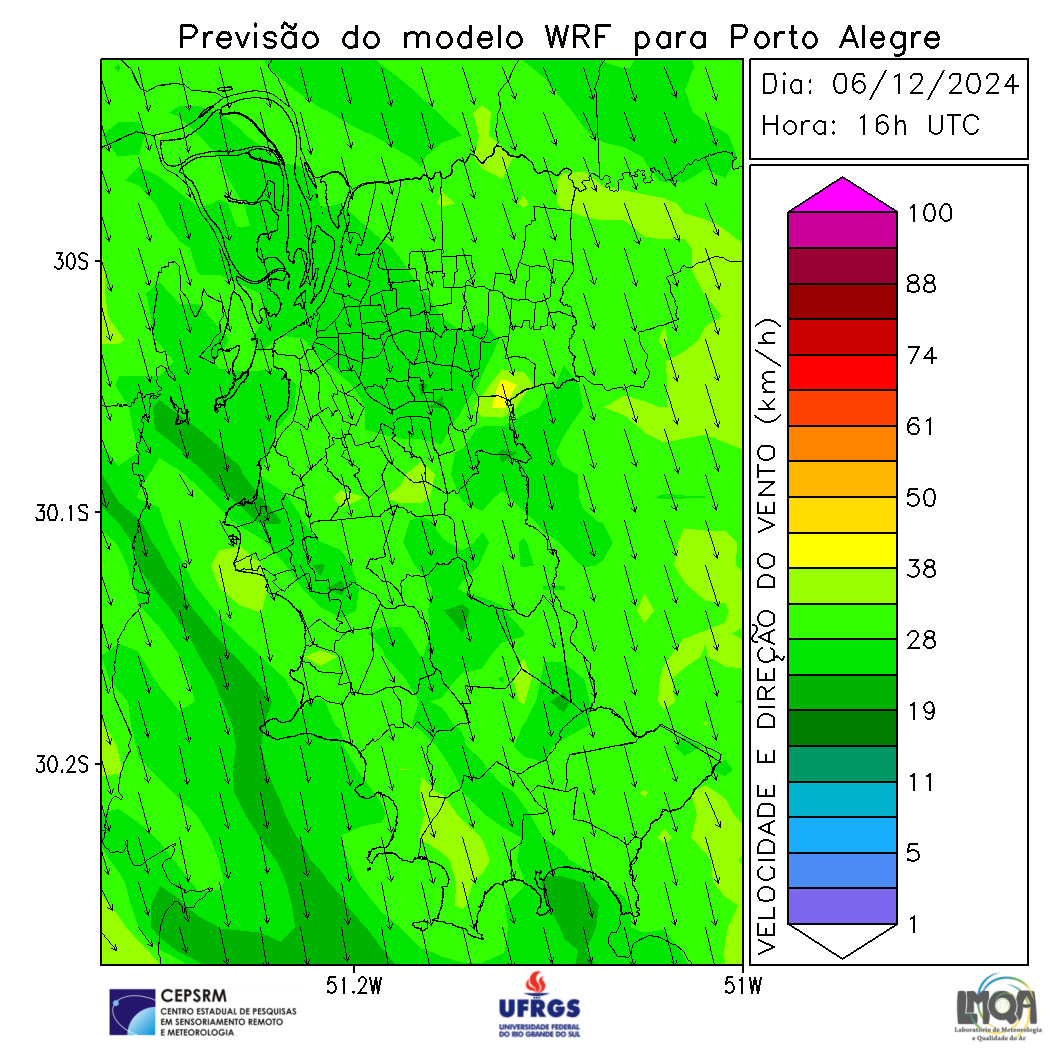 Previsão do modelo WRF para Porto Alegre
Dia: 06/12/2024
Hora: 16h UTC
30S
30.1S
30.2S
51.2W
51W
VELOCIDADE E DIREÇÃO DO VENTO (km/h)
100
88
74
61
50
38
28
19
11
5
1
CEPSRM
CENTRO ESTADUAL DE PESQUISAS
EM SENSORIAMENTO REMOTO
E METEOROLOGIA
UFRGS
UNIVERSIDADE FEDERAL
DO RIO GRANDE DO SUL
LMQA
Laboratório de Meteorologia
e Qualidade do Ar